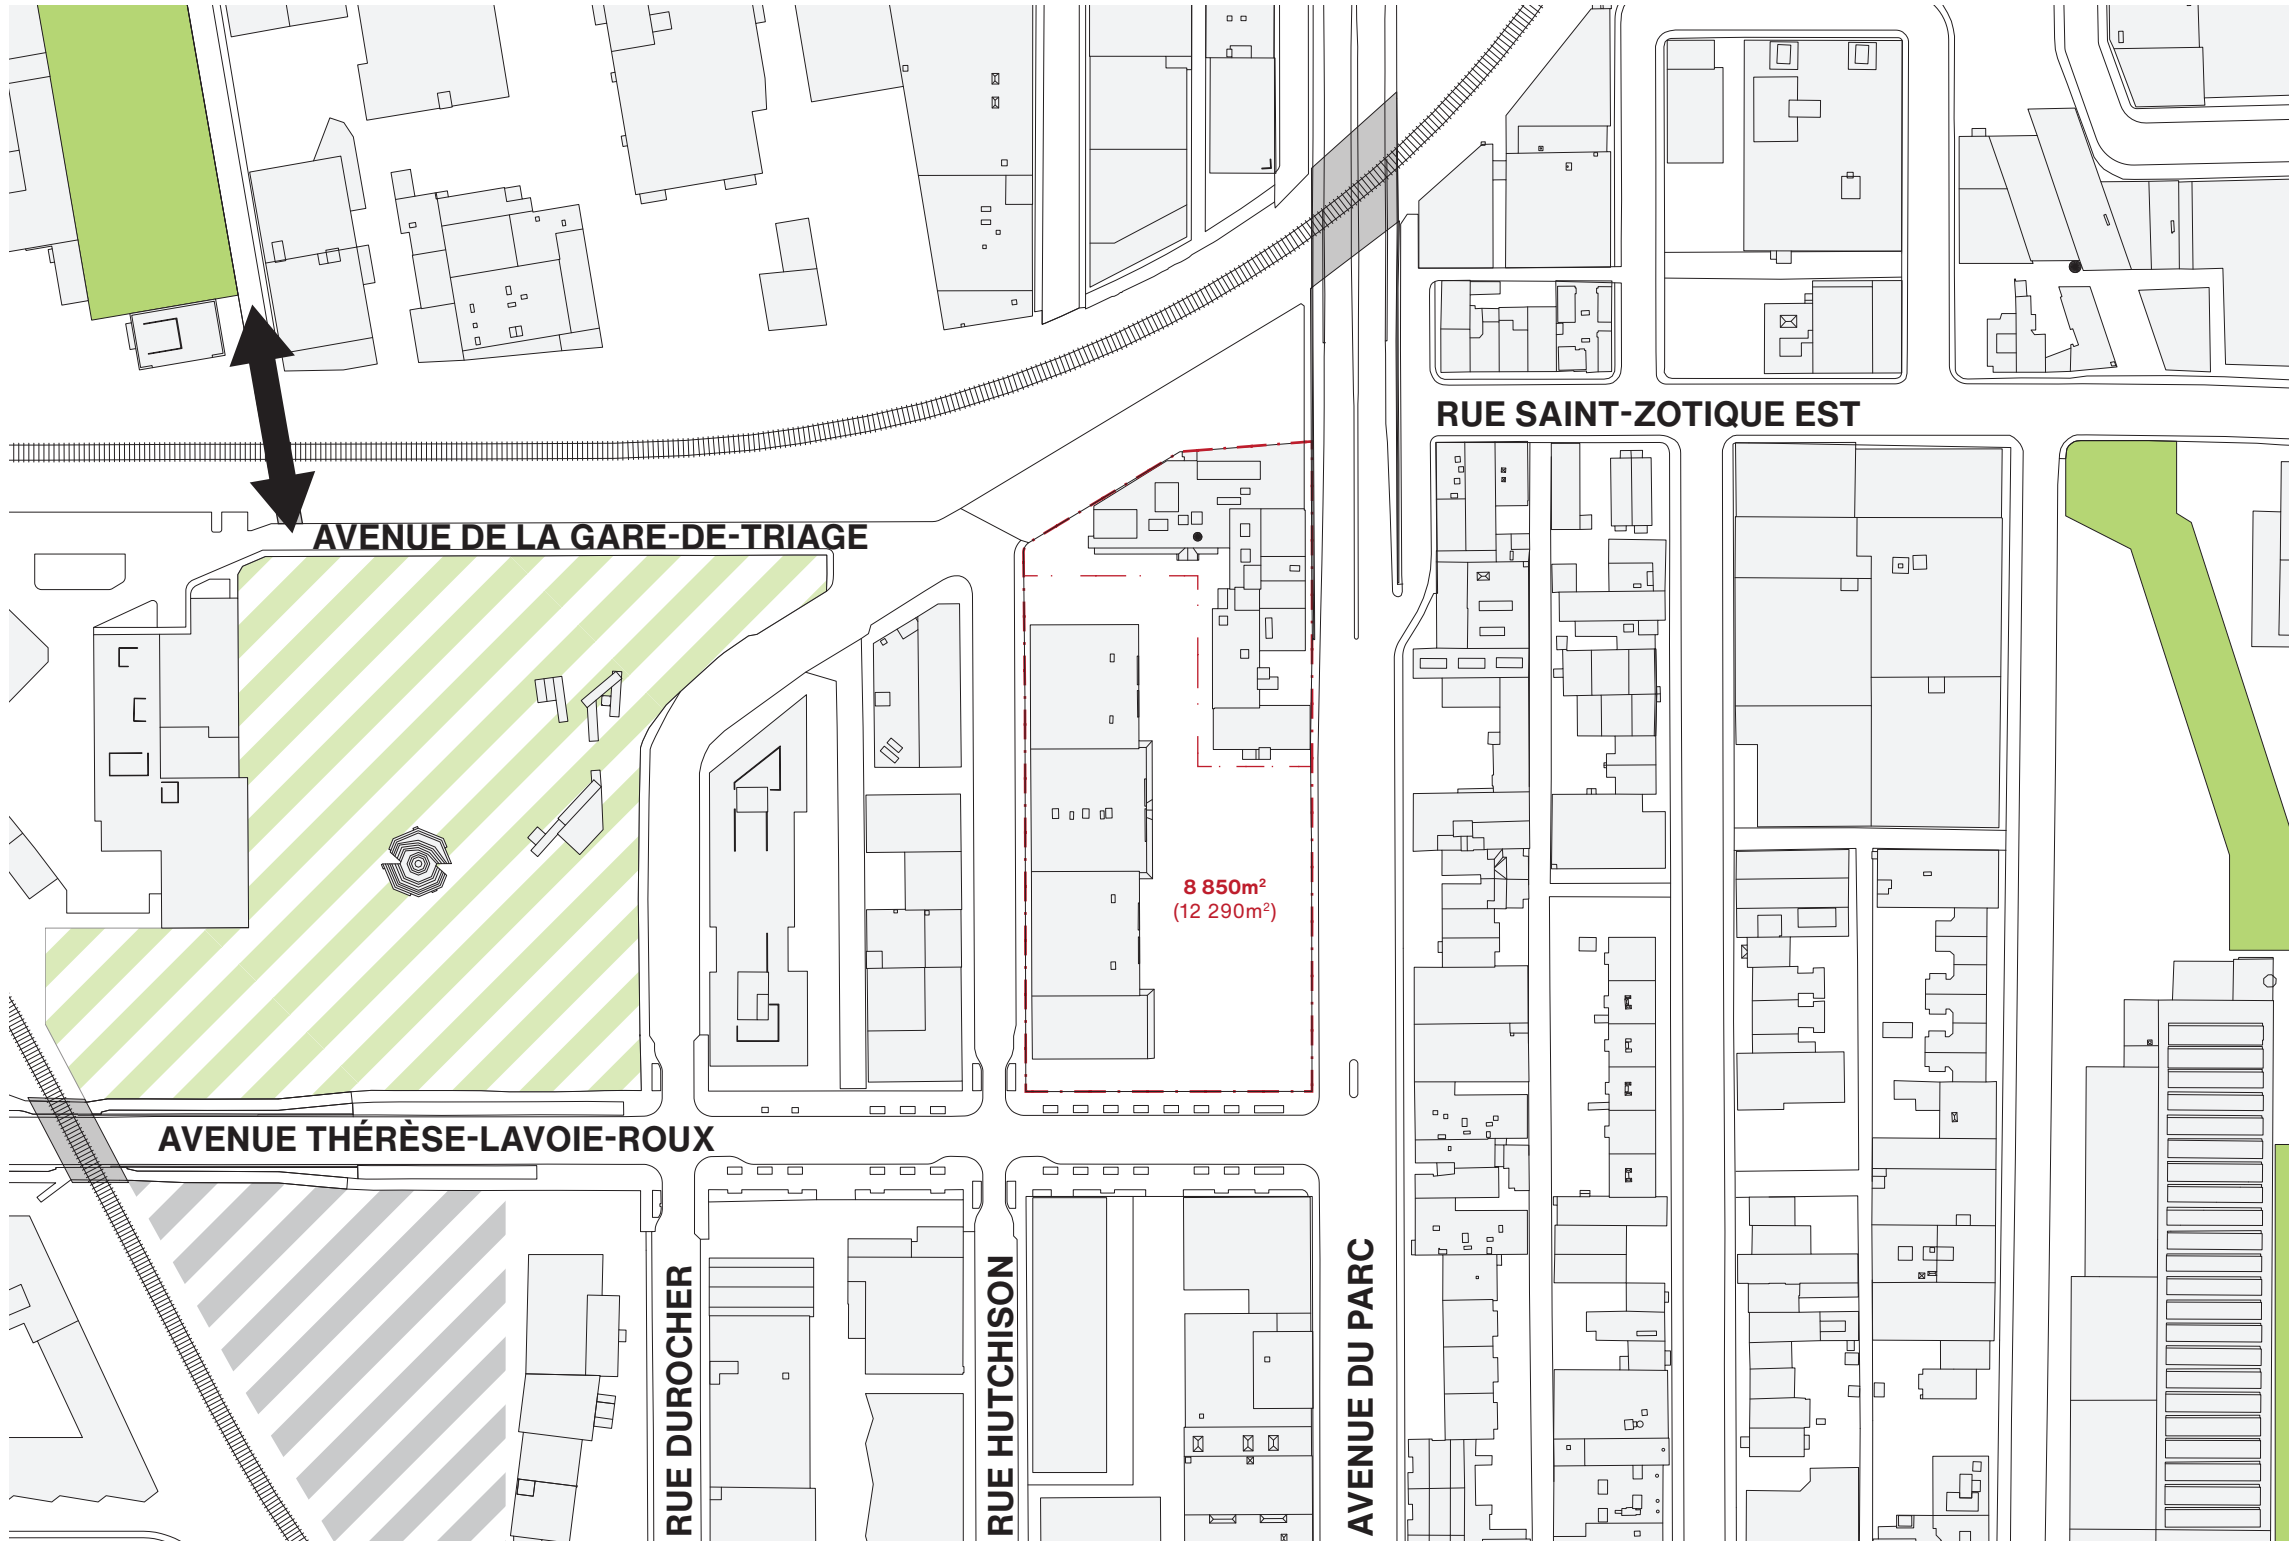 RUE SAINT-ZOTIQUE EST
AVENUE DE LA GARE-DE-TRIAGE
8 850m²
(12 290m²)
AVENUE THÉRÈSE-LAVOIE-ROUX
RUE DUROCHER
RUE HUTCHISON
AVENUE DU PARC